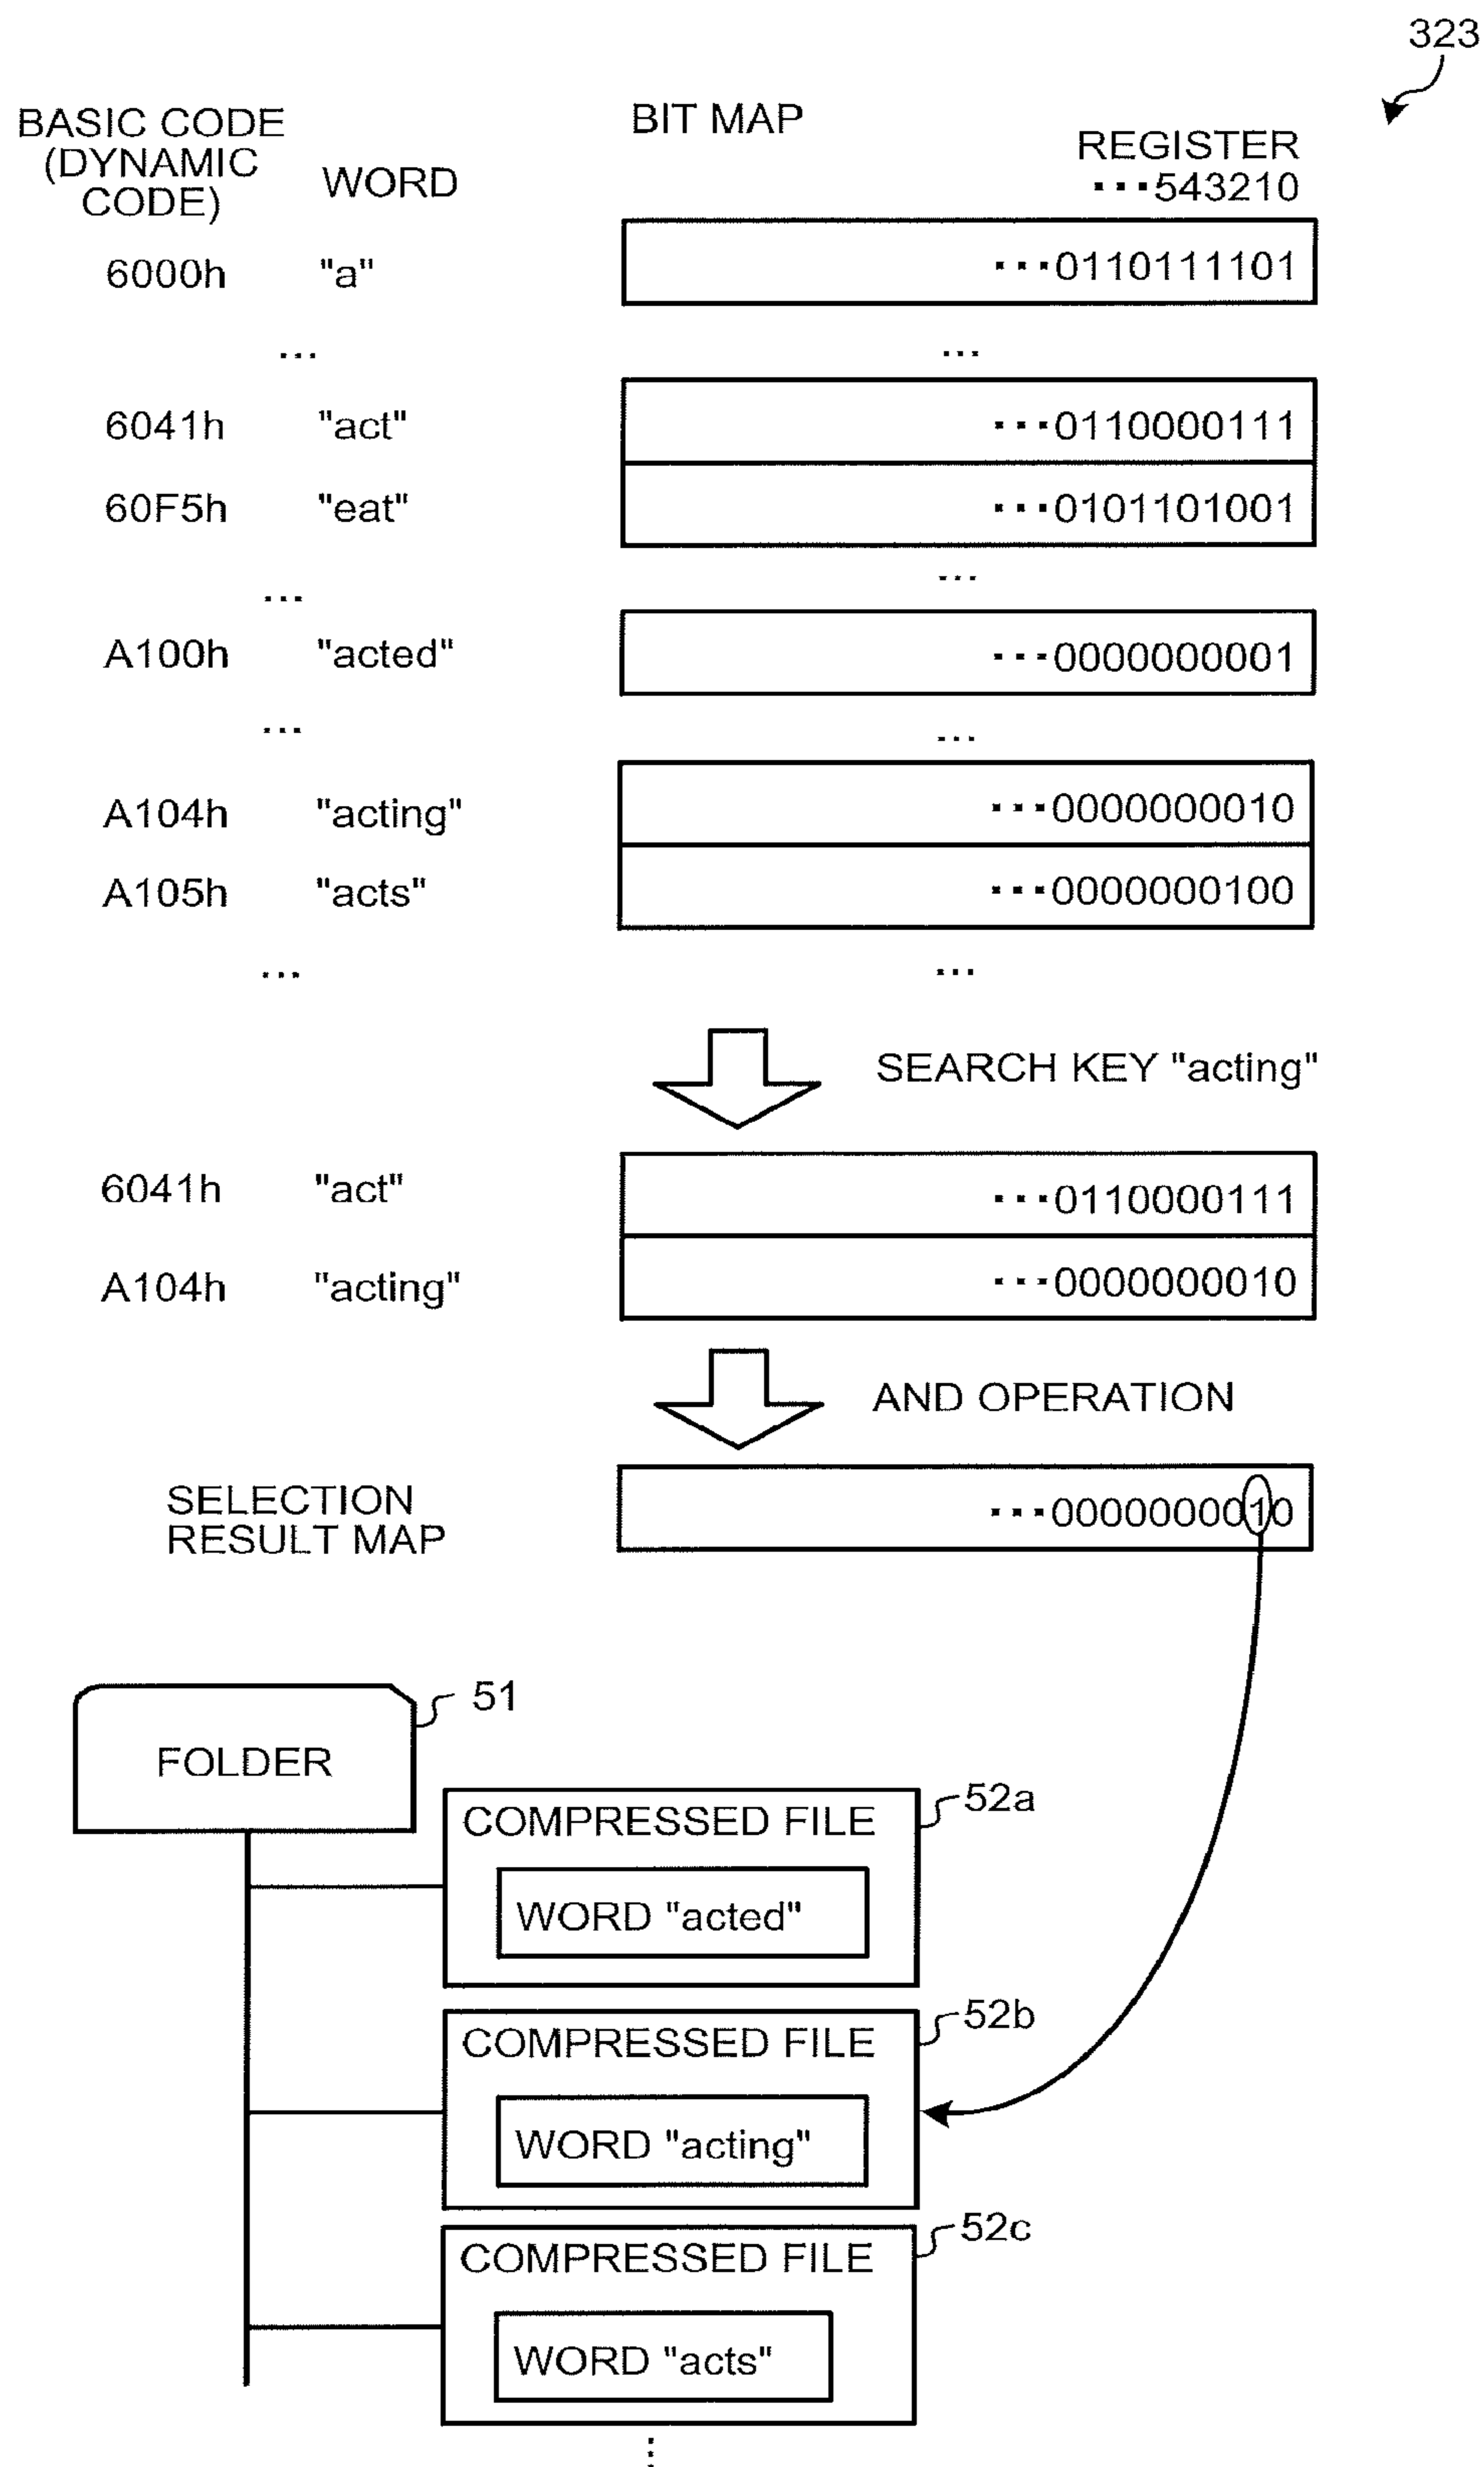 323
BASIC CODE
(DYNAMIC
CODE)
WORD
BIT MAP
REGISTER
···543210
6000h "a" ···0110111101
... ...
6041h "act" ···0110000111
60F5h "eat" ···0101101001
... ...
A100h "acted" ···0000000001
... ...
A104h "acting" ···0000000010
A105h "acts" ···0000000100
... ...
SEARCH KEY "acting"
6041h "act" ···0110000111
A104h "acting" ···0000000010
AND OPERATION
SELECTION
RESULT MAP
···0000000010
FOLDER
51
COMPRESSED FILE
52a
WORD "acted"
COMPRESSED FILE
52b
WORD "acting"
COMPRESSED FILE
52c
WORD "acts"